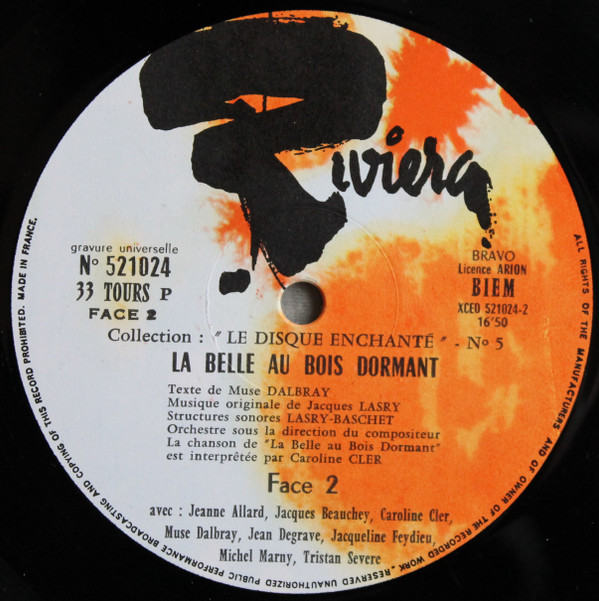 Riviera
gravure universelle
N° 521024
33 TOURS P
FACE 2
BRAVO
Licence ARION
BIEM
XCED 521024-2
16'50
Collection : "LE DISQUE ENCHANTÉ" - N° 5
LA BELLE AU BOIS DORMANT
Texte de Muse DALBRAY
Musique originale de Jacques LASRY
Structures sonores LASRY-BASCHET
Orchestre sous la direction du compositeur
La chanson de "La Belle au Bois Dormant"
est interprêtée par Caroline CLER
Face 2
avec : Jeanne Allard, Jacques Beauchey, Caroline Cler,
Muse Dalbray, Jean Degrave, Jacqueline Feydieu,
Michel Marny, Tristan Severe
ALL RIGHTS OF THE MANUFACTURERS AND OF OWNER OF THE RECORDED WORK, RESERVED UNAUTHORIZED PUBLIC PERFORMANCE BROADCASTING AND COPYING OF THIS RECORD PROHIBITED. MADE IN FRANCE.